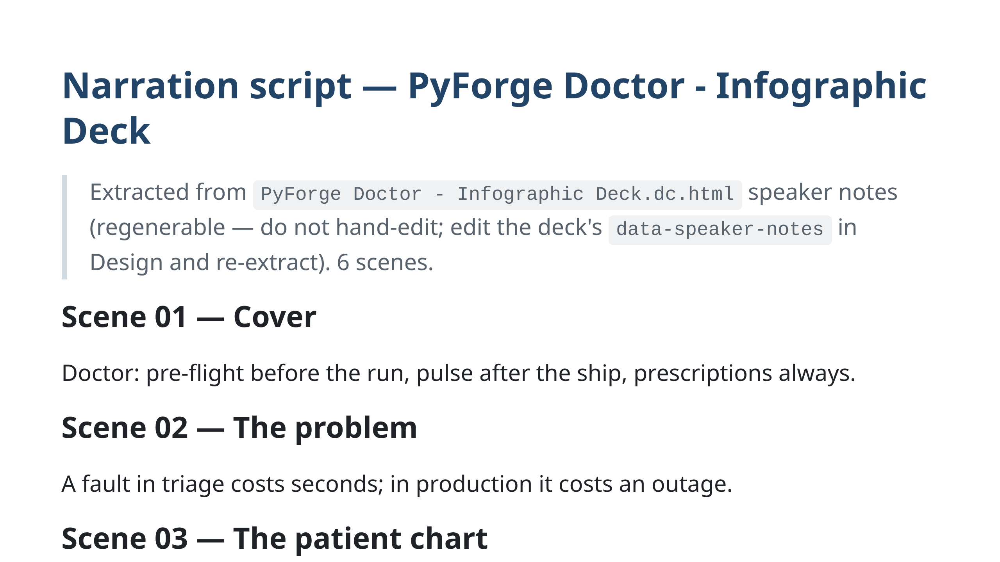 Narration script — PyForge Doctor - Infographic
Deck
Extracted from PyForge Doctor - Infographic Deck.dc.html speaker notes
(regenerable — do not hand-edit; edit the deck's data-speaker-notes in
Design and re-extract). 6 scenes.
Scene 01 — Cover
Doctor: pre-flight before the run, pulse after the ship, prescriptions always.
Scene 02 — The problem
A fault in triage costs seconds; in production it costs an outage.
Scene 03 — The patient chart